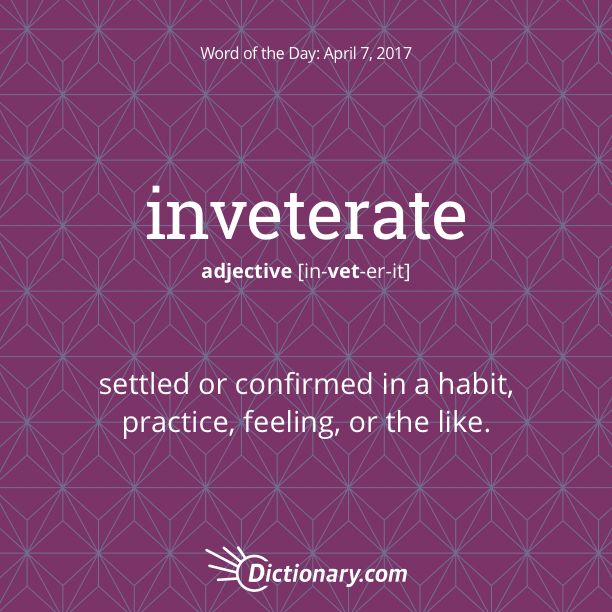 Word of the Day: April 7, 2017
inveterate
adjective [in-vet-er-it]
settled or confirmed in a habit,
practice, feeling, or the like.
Dictionary.com